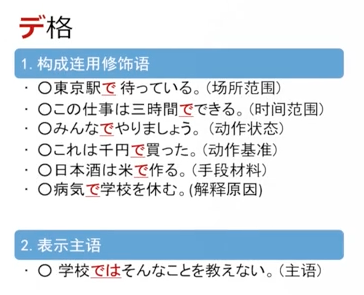 デ格
1. 构成连用修饰语
· 〇東京駅で 待っている。(场所范围)
· 〇この仕事は三時間でできる。(时间范围)
· 〇みんなでやりましょう。(动作状态)
· 〇これは千円で買った。(动作基准)
· 〇日本酒は米で作る。(手段材料)
· 〇病気で学校を休む。(解释原因)
2. 表示主语
· 〇 学校ではそんなことを教えない。(主语)